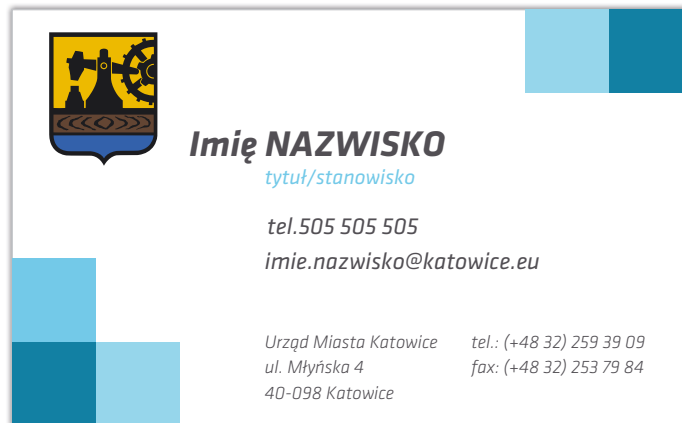 Imię NAZWISKO
tytuł/stanowisko
tel.505 505 505
imie.nazwisko@katowice.eu
Urząd Miasta Katowice
ul. Młyńska 4
40-098 Katowice
tel.: (+48 32) 259 39 09
fax: (+48 32) 253 79 84